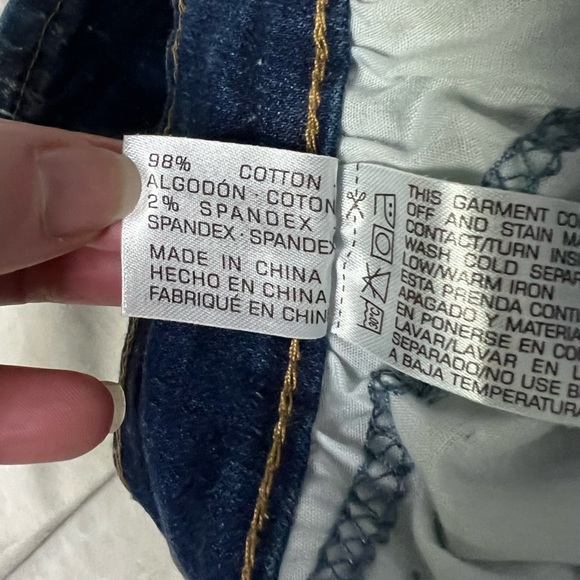 98% COTTON
ALGODÓN · COTON
2% SPANDEX
SPANDEX · SPANDEX
MADE IN CHINA
HECHO EN CHINA
FABRIQUÉ EN CHIN
30°C
THIS GARMENT CO
OFF AND STAIN MA
CONTACT/TURN INS
WASH COLD SEPAR
LOW/WARM IRON
ESTA PRENDA CONTI
APAGADO Y MATERIA
EN PONERSE EN CO
LAVAR/LAVAR EN L
SEPARADO/NO USE B
A BAJA TEMPERATURA